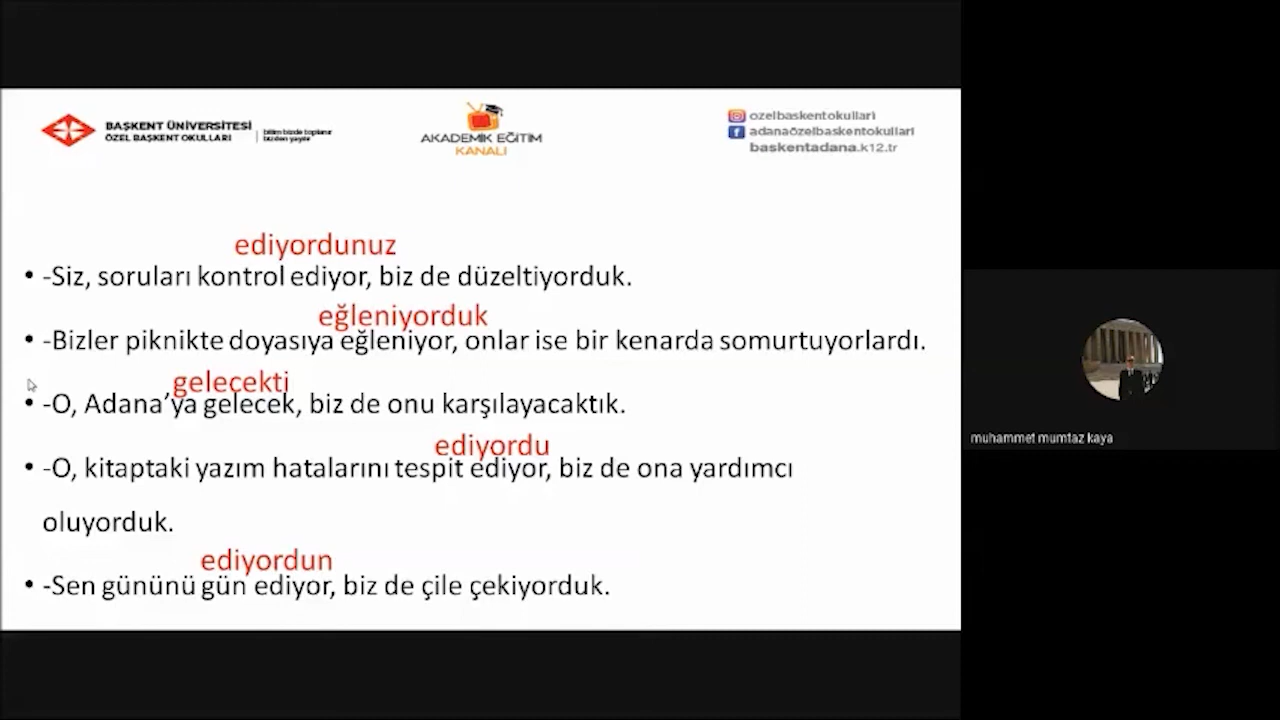 BAŞKENT ÜNİVERSİTESİ
ÖZEL BAŞKENT OKULLARI
bilim bizde toplanır
bizden yayılır
AKADEMİK EĞİTİM
KANALI
ozelbaskentokullari
adanaözelbaskentokullari
baskentadana.k12.tr
ediyordunuz
• -Siz, soruları kontrol ediyor, biz de düzeltiyorduk.
eğleniyorduk
• -Bizler piknikte doyasıya eğleniyor, onlar ise bir kenarda somurtuyorlardı.
gelecekti
• -O, Adana’ya gelecek, biz de onu karşılayacaktık.
ediyordu
• -O, kitaptaki yazım hatalarını tespit ediyor, biz de ona yardımcı
oluyorduk.
ediyordun
• -Sen gününü gün ediyor, biz de çile çekiyorduk.
muhammet mumtaz kaya